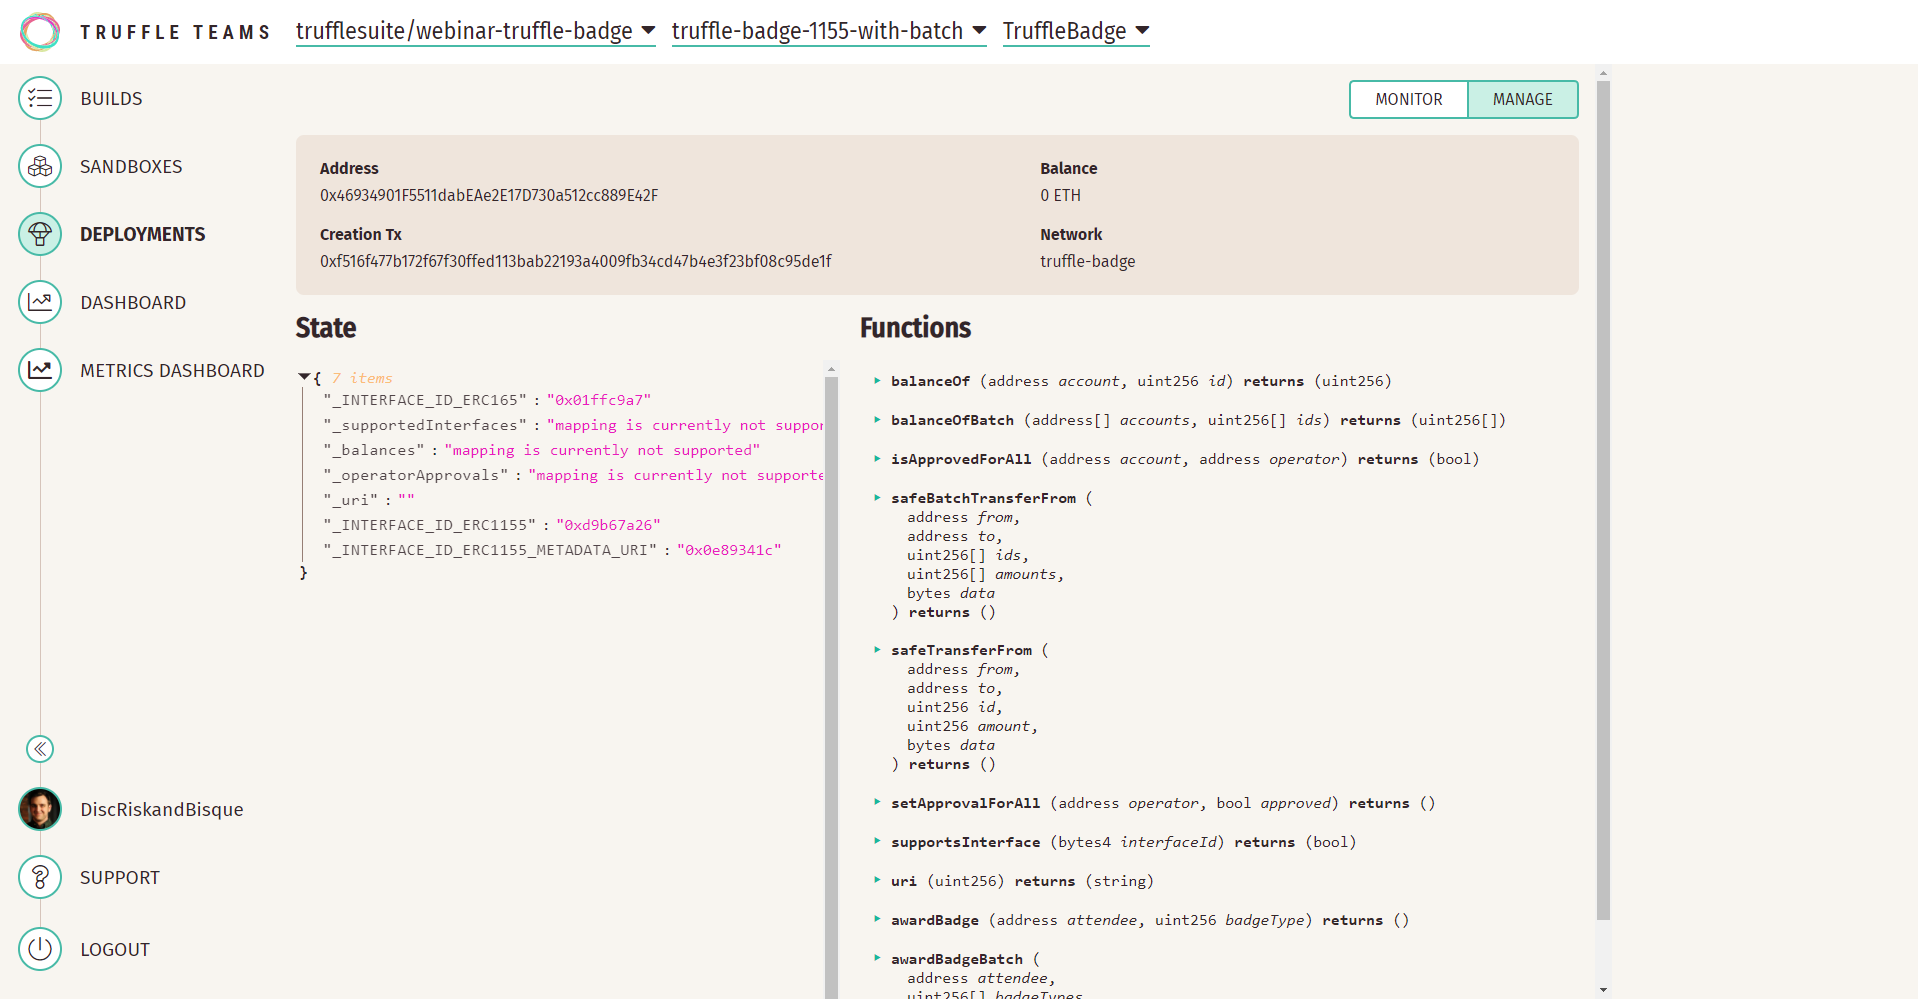 TRUFFLE TEAMS
trufflesuite/webinar-truffle-badge
truffle-badge-1155-with-batch
TruffleBadge
BUILDS
SANDBOXES
DEPLOYMENTS
DASHBOARD
METRICS DASHBOARD
DiscRiskandBisque
SUPPORT
LOGOUT
MONITOR
MANAGE
Address
0x46934901F5511dabEAe2E17D730a512cc889E42F
Balance
0 ETH
Creation Tx
0xf516f477b172f67f30ffed113bab22193a4009fb34cd47b4e3f23bf08c95de1f
Network
truffle-badge
State
{ 7 items
"_INTERFACE_ID_ERC165" : "0x01ffc9a7"
"_supportedInterfaces" : "mapping is currently not suppor
"_balances" : "mapping is currently not supported"
"_operatorApprovals" : "mapping is currently not supporte
"_uri" : ""
"_INTERFACE_ID_ERC1155" : "0xd9b67a26"
"_INTERFACE_ID_ERC1155_METADATA_URI" : "0x0e89341c"
}
Functions
balanceOf (address account, uint256 id) returns (uint256)
balanceOfBatch (address[] accounts, uint256[] ids) returns (uint256[])
isApprovedForAll (address account, address operator) returns (bool)
safeBatchTransferFrom (
address from,
address to,
uint256[] ids,
uint256[] amounts,
bytes data
) returns ()
safeTransferFrom (
address from,
address to,
uint256 id,
uint256 amount,
bytes data
) returns ()
setApprovalForAll (address operator, bool approved) returns ()
supportsInterface (bytes4 interfaceId) returns (bool)
uri (uint256) returns (string)
awardBadge (address attendee, uint256 badgeType) returns ()
awardBadgeBatch (
address attendee,
uint256[] badgeTypes